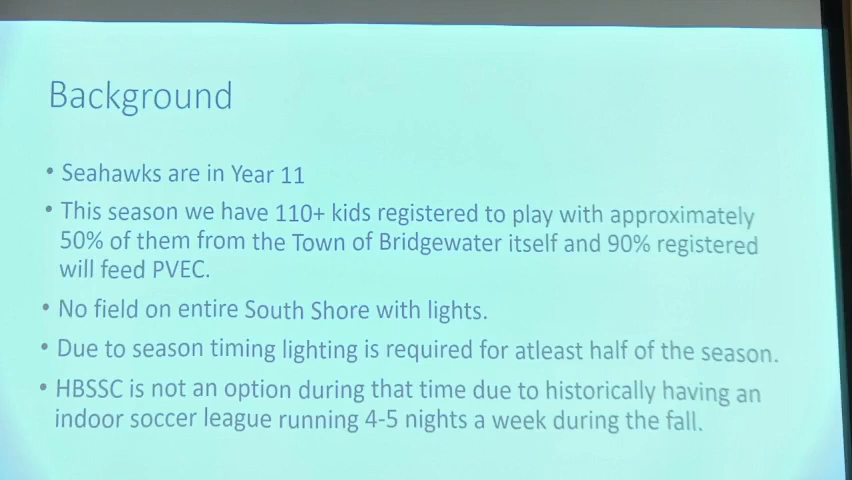 Background
• Seahawks are in Year 11
• This season we have 110+ kids registered to play with approximately
50% of them from the Town of Bridgewater itself and 90% registered
will feed PVEC.
• No field on entire South Shore with lights.
• Due to season timing lighting is required for atleast half of the season.
• HBSSC is not an option during that time due to historically having an
indoor soccer league running 4-5 nights a week during the fall.